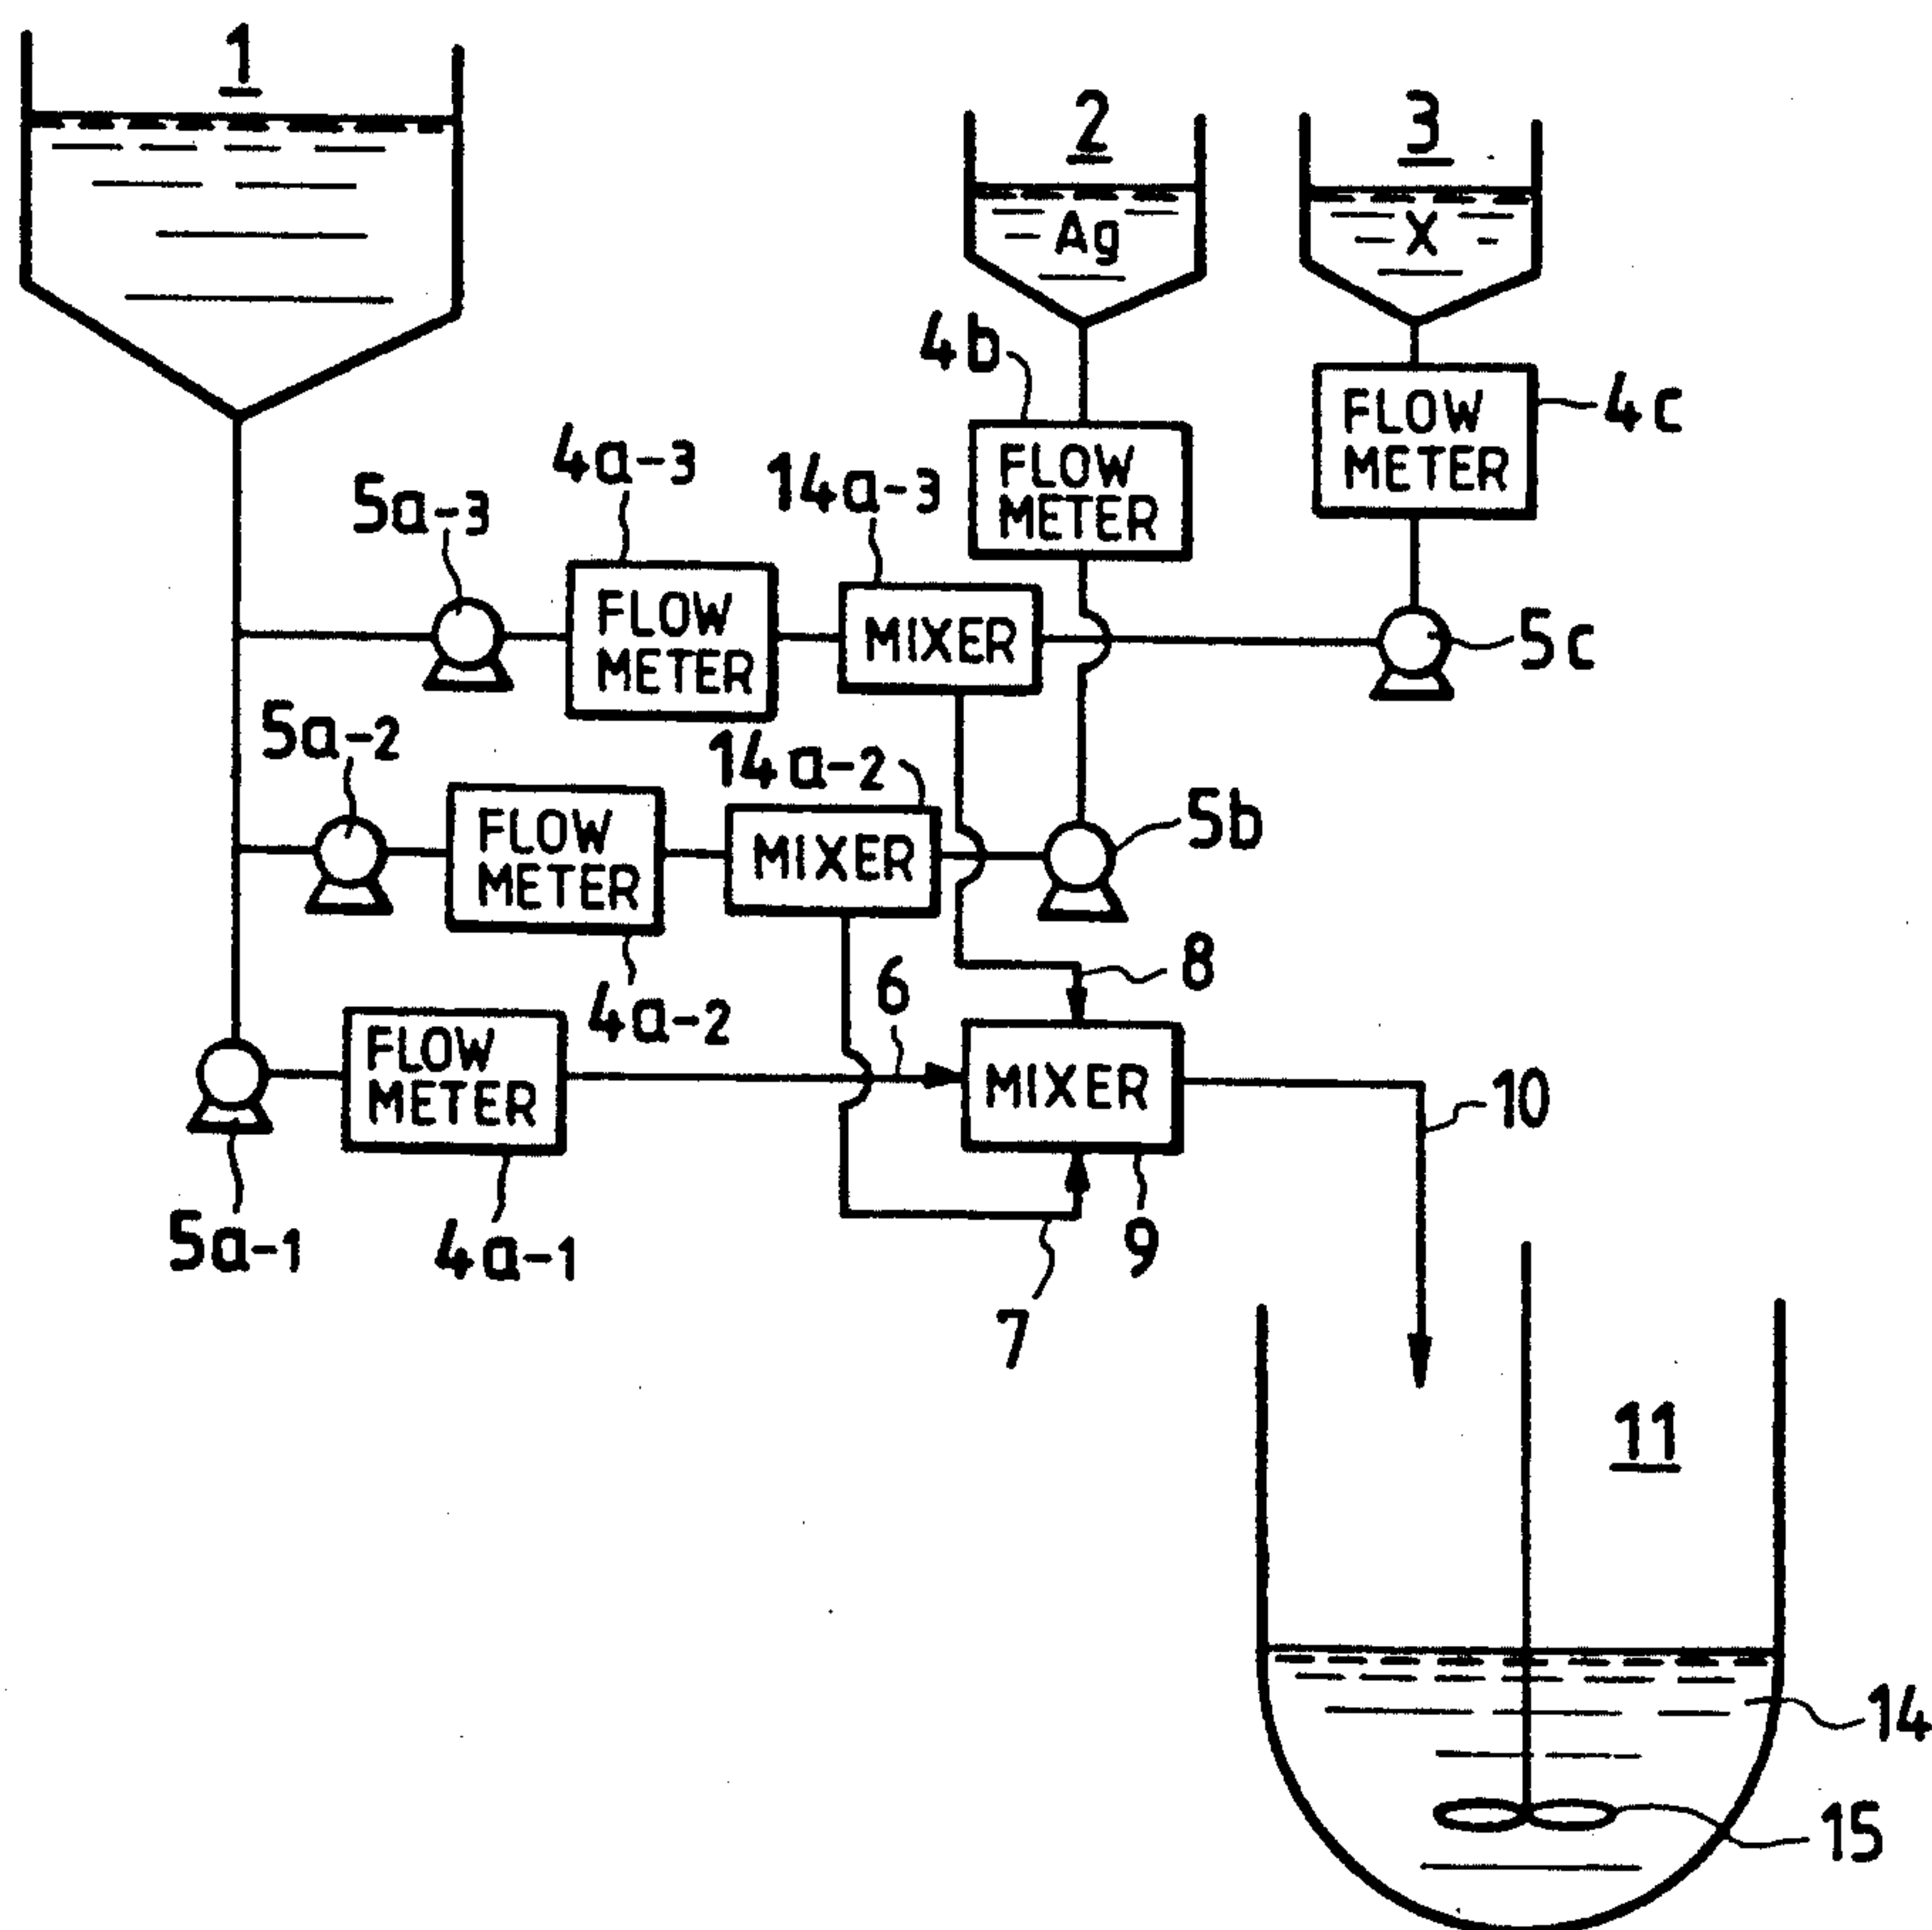 1
2
3
Ag
X
4b
4c
FLOW
METER
4a-3
14a-3
FLOW
METER
5a-3
FLOW
METER
MIXER
5c
5a-2
14a-2
5b
FLOW
METER
MIXER
8
6
4a-2
FLOW
METER
MIXER
10
5a-1
4a-1
9
7
11
14
15